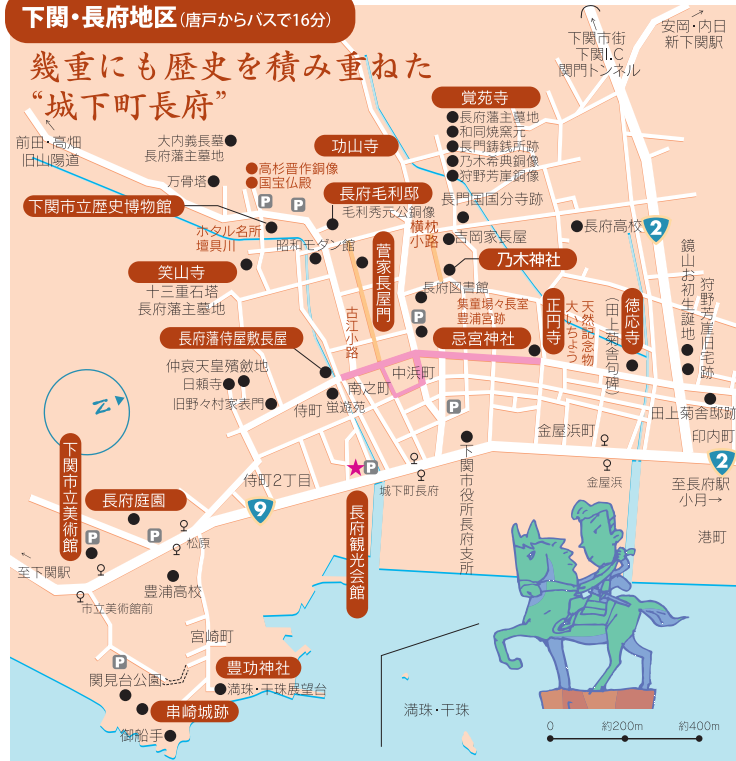 下関・長府地区（唐戸からバスで16分）
幾重にも歴史を積み重ねた
“城下町長府”
下関市街
下関I.C
関門トンネル
安岡・内日
新下関駅
前田・高畑
旧山陽道
大内義長墓
長府藩主墓地
万骨塔
功山寺
高杉晋作銅像
国宝仏殿
P
P
覚苑寺
長府藩主墓地
和同焼窯元
長門鋳銭所跡
乃木希典銅像
狩野芳崖銅像
下関市立歴史博物館
長府毛利邸
毛利秀元公銅像
長門国国分寺跡
長府高校
2
ホタル名所
壇具川
昭和モダン館
菅家長屋門
横枕
小路
吉岡家長屋
乃木神社
笑山寺
十三重石塔
長府藩主墓地
長府図書館
P
集童場々長室
豊浦宮跡
忌宮神社
正円寺
天然記念物
大いちょう
徳応寺
（田上菊舎句碑）
鏡山お初生誕地
狩野芳崖旧宅跡
古江小路
長府藩侍屋敷長屋
仲哀天皇殯斂地
日頼寺
旧野々村家表門
中浜町
南之町
侍町
蛍遊苑
P
田上菊舎邸跡
印内町
金屋浜町
金屋浜
2
至長府駅
小月→
港町
N
侍町2丁目
P
城下町長府
下関市役所長府支所
9
長府観光会館
下関市立美術館
長府庭園
P
P
松原
至下関駅
豊浦高校
市立美術館前
宮崎町
P
関見台公園
豊功神社
満珠・干珠展望台
串崎城跡
御船手
満珠・干珠
0
約200m
約400m